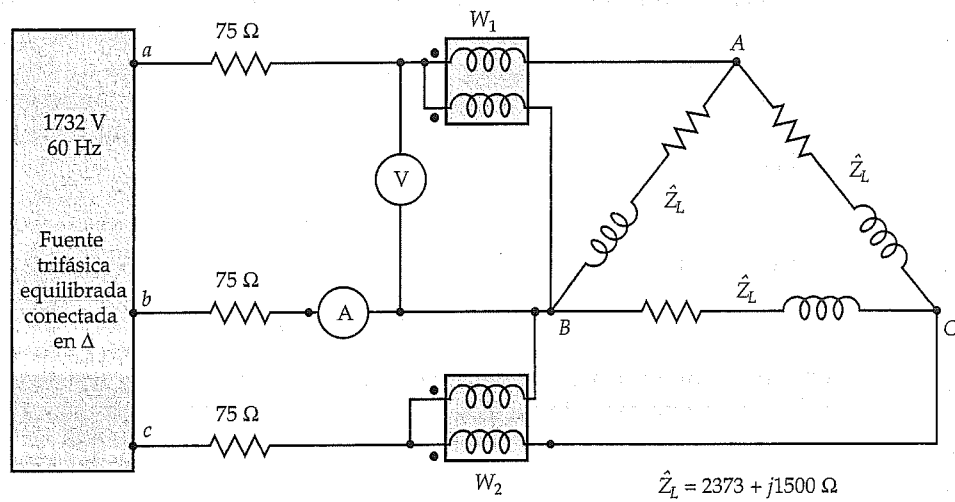 75 Ω
W₁
a
A
1732 V
60 Hz
V
Ẑ_L
Ẑ_L
Fuente
trifásica
equilibrada
conectada
en Δ
75 Ω
b
A
Ẑ_L
B
C
75 Ω
c
W₂
Ẑ_L = 2373 + j1500 Ω